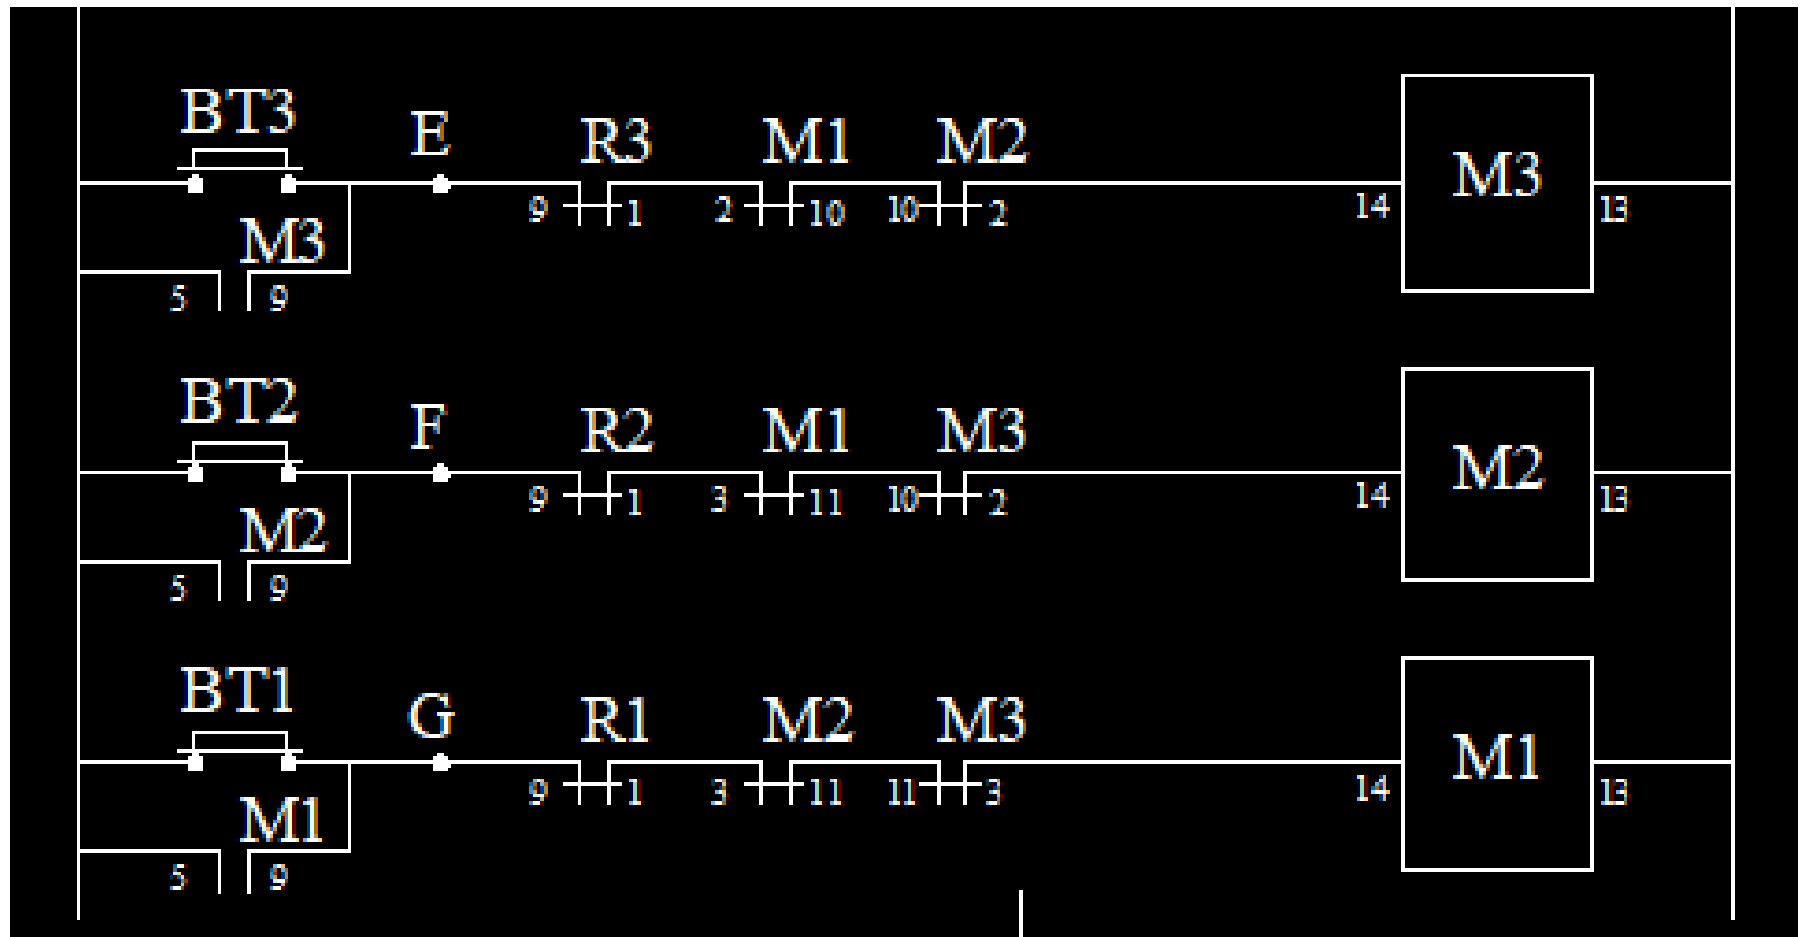 BT3 E R3 M1 M2 M3
9 1 2 10 10 2 14 13
M3
5 9
BT2 F R2 M1 M3 M2
9 1 3 11 10 2 14 13
M2
5 9
BT1 G R1 M2 M3 M1
9 1 3 11 11 3 14 13
M1
5 9